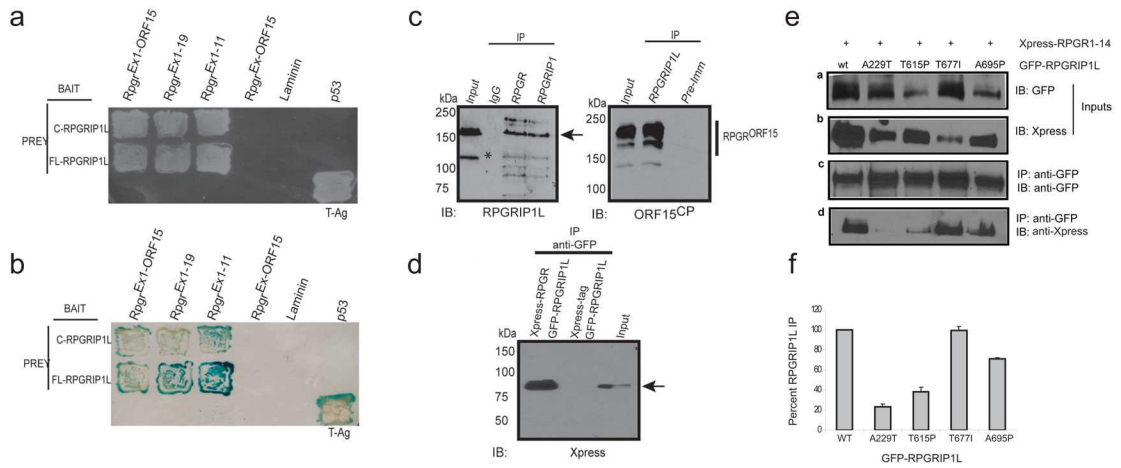 a
BAIT
RpgrEx1-ORF15
RpgrEx1-19
RpgrEx1-11
RpgrEx-ORF15
Laminin
p53
PREY
C-RPGRIP1L
FL-RPGRIP1L
T-Ag
b
BAIT
RpgrEx1-ORF15
RpgrEx1-19
RpgrEx1-11
RpgrEx-ORF15
Laminin
p53
PREY
C-RPGRIP1L
FL-RPGRIP1L
T-Ag
c
IP
Input
IgG
RPGR
RPGRIP1
kDa
250
150
100
75
*
IB: RPGRIP1L
IP
Input
RPGRIP1L
Pre-Imm
kDa
250
150
100
RPGRORF15
IB: ORF15CP
d
IP
anti-GFP
Xpress-RPGR
GFP-RPGRIP1L
Xpress-tag
GFP-RPGRIP1L
Input
kDa
150
100
75
50
IB: Xpress
e
+ + + + + Xpress-RPGR1-14
wt A229T T615P T677I A695P GFP-RPGRIP1L
a
IB: GFP
Inputs
b
IB: Xpress
c
IP: anti-GFP
IB: anti-GFP
d
IP: anti-GFP
IB: anti-Xpress
f
Percent RPGRIP1L IP
120
100
80
60
40
20
0
WT A229T T615P T677I A695P
GFP-RPGRIP1L